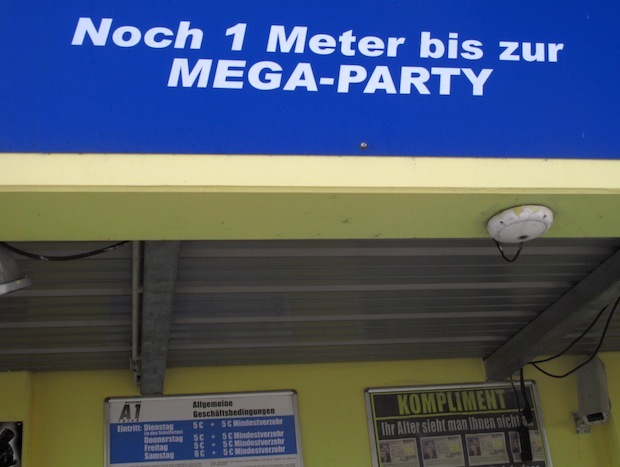 Noch 1 Meter bis zur
MEGA-PARTY
A1
Allgemeine
Geschäftsbedingungen
Eintritt: Dienstag 5 € + 5 € Mindestverzehr
Donnerstag 5 € + 5 € Mindestverzehr
Freitag 5 € + 5 € Mindestverzehr
Samstag 6 € + 5 € Mindestverzehr
KOMPLIMENT
Ihr Alter sieht man Ihnen nicht